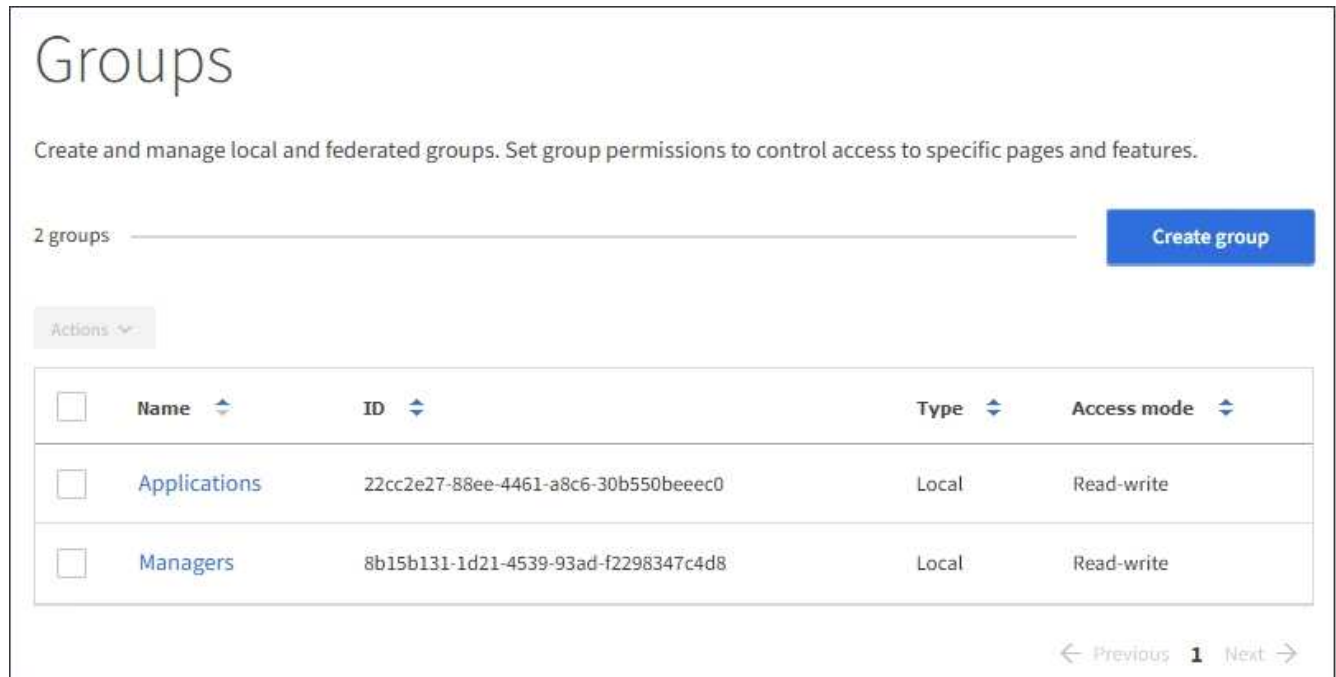 Groups
Create and manage local and federated groups. Set group permissions to control access to specific pages and features.
2 groups Create group
Actions
Name ID Type Access mode
Applications 22cc2e27-88ee-4461-a8c6-30b550beeec0 Local Read-write
Managers 8b15b131-1d21-4539-93ad-f2298347c4d8 Local Read-write
← Previous 1 Next →